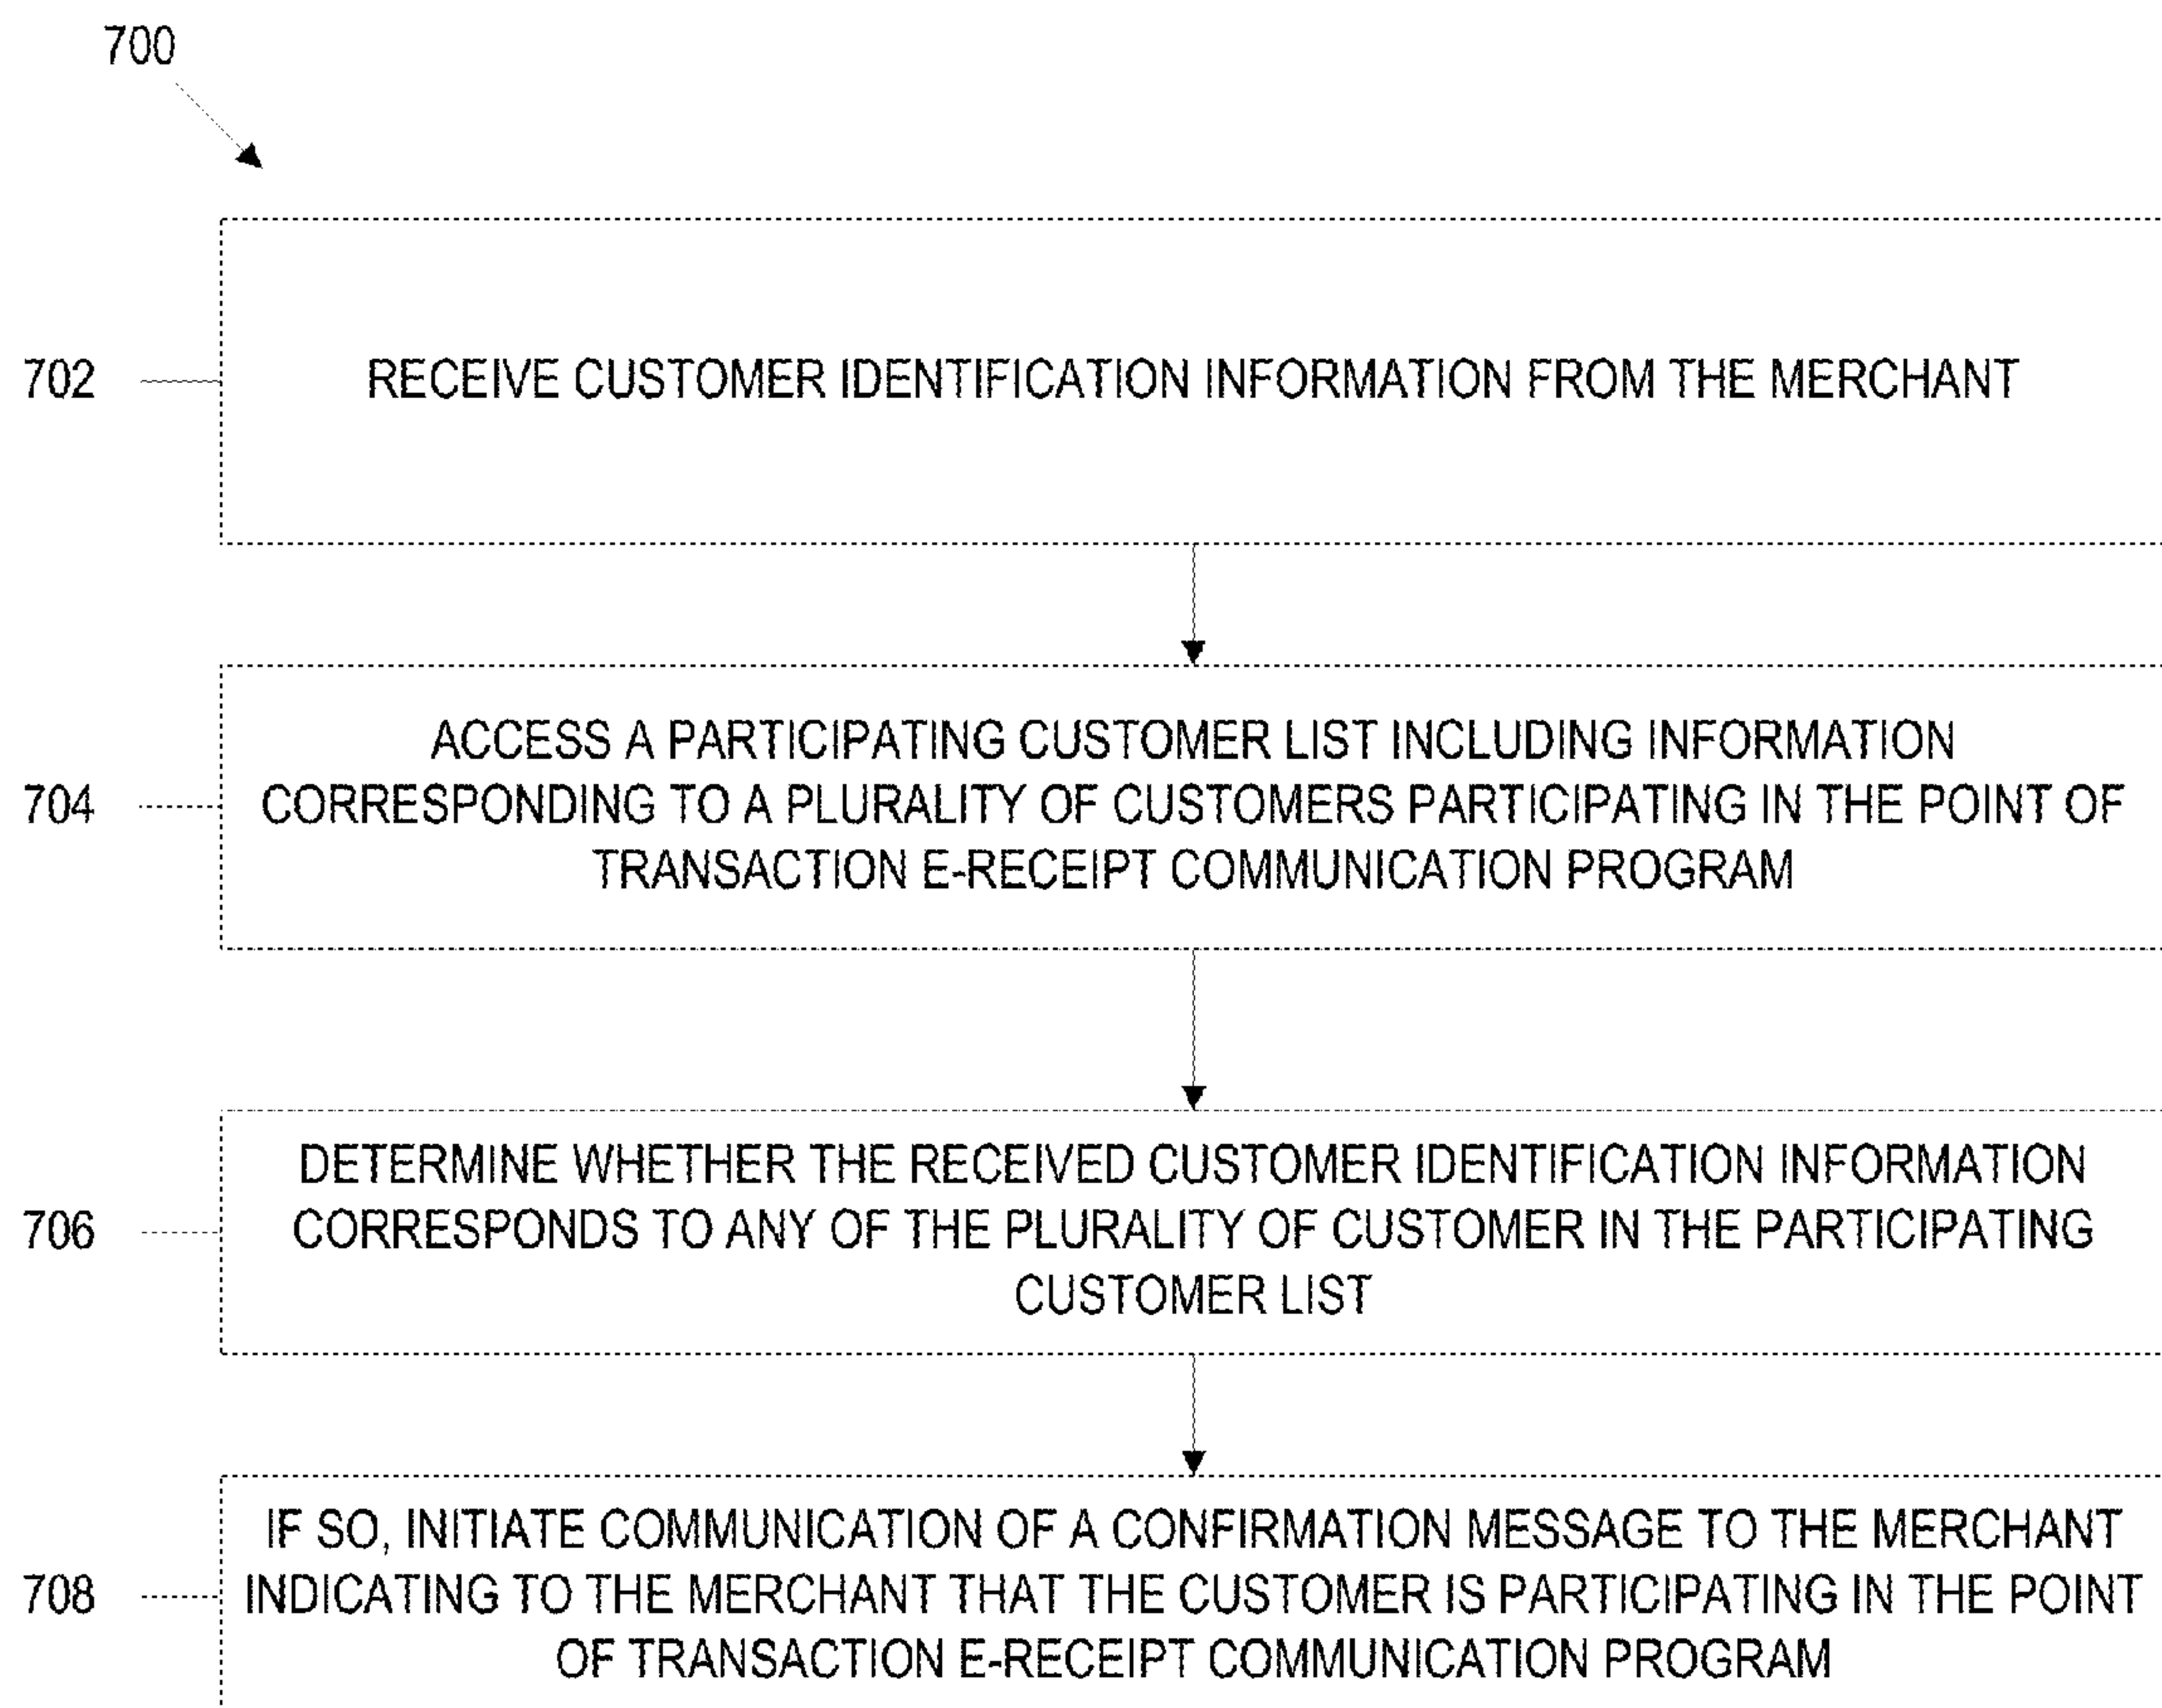 700
702
RECEIVE CUSTOMER IDENTIFICATION INFORMATION FROM THE MERCHANT
ACCESS A PARTICIPATING CUSTOMER LIST INCLUDING INFORMATION
704
CORRESPONDING TO A PLURALITY OF CUSTOMERS PARTICIPATING IN THE POINT OF
TRANSACTION E-RECEIPT COMMUNICATION PROGRAM
DETERMINE WHETHER THE RECEIVED CUSTOMER IDENTIFICATION INFORMATION
706
CORRESPONDS TO ANY OF THE PLURALITY OF CUSTOMER IN THE PARTICIPATING
CUSTOMER LIST
IF SO, INITIATE COMMUNICATION OF A CONFIRMATION MESSAGE TO THE MERCHANT
708
INDICATING TO THE MERCHANT THAT THE CUSTOMER IS PARTICIPATING IN THE POINT
OF TRANSACTION E-RECEIPT COMMUNICATION PROGRAM